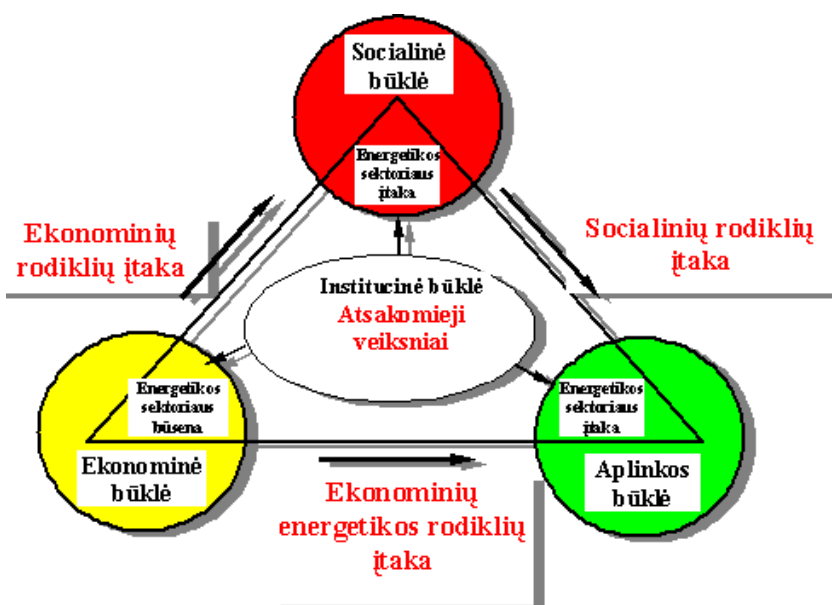 Socialinė
būklė
Energetikos
sektoriaus
įtaka
Ekonominių
rodiklių įtaka
Socialinių rodiklių
įtaka
Institucinė būklė
Atsakomieji
veiksniai
Energetikos
sektoriaus
būsena
Ekonominė
būklė
Energetikos
sektoriaus
įtaka
Aplinkos
būklė
Ekonominių
energetikos rodiklių
įtaka